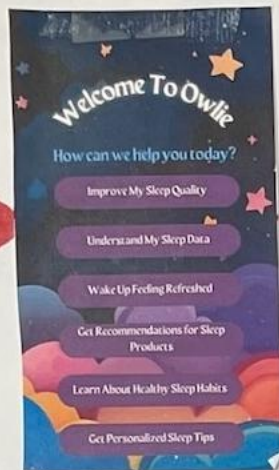 Welcome To Owlie
How can we help you today?
Improve My Sleep Quality
Understand My Sleep Data
Wake Up Feeling Refreshed
Get Recommendations for Sleep
Products
Learn About Healthy Sleep Habits
Get Personalized Sleep Tips